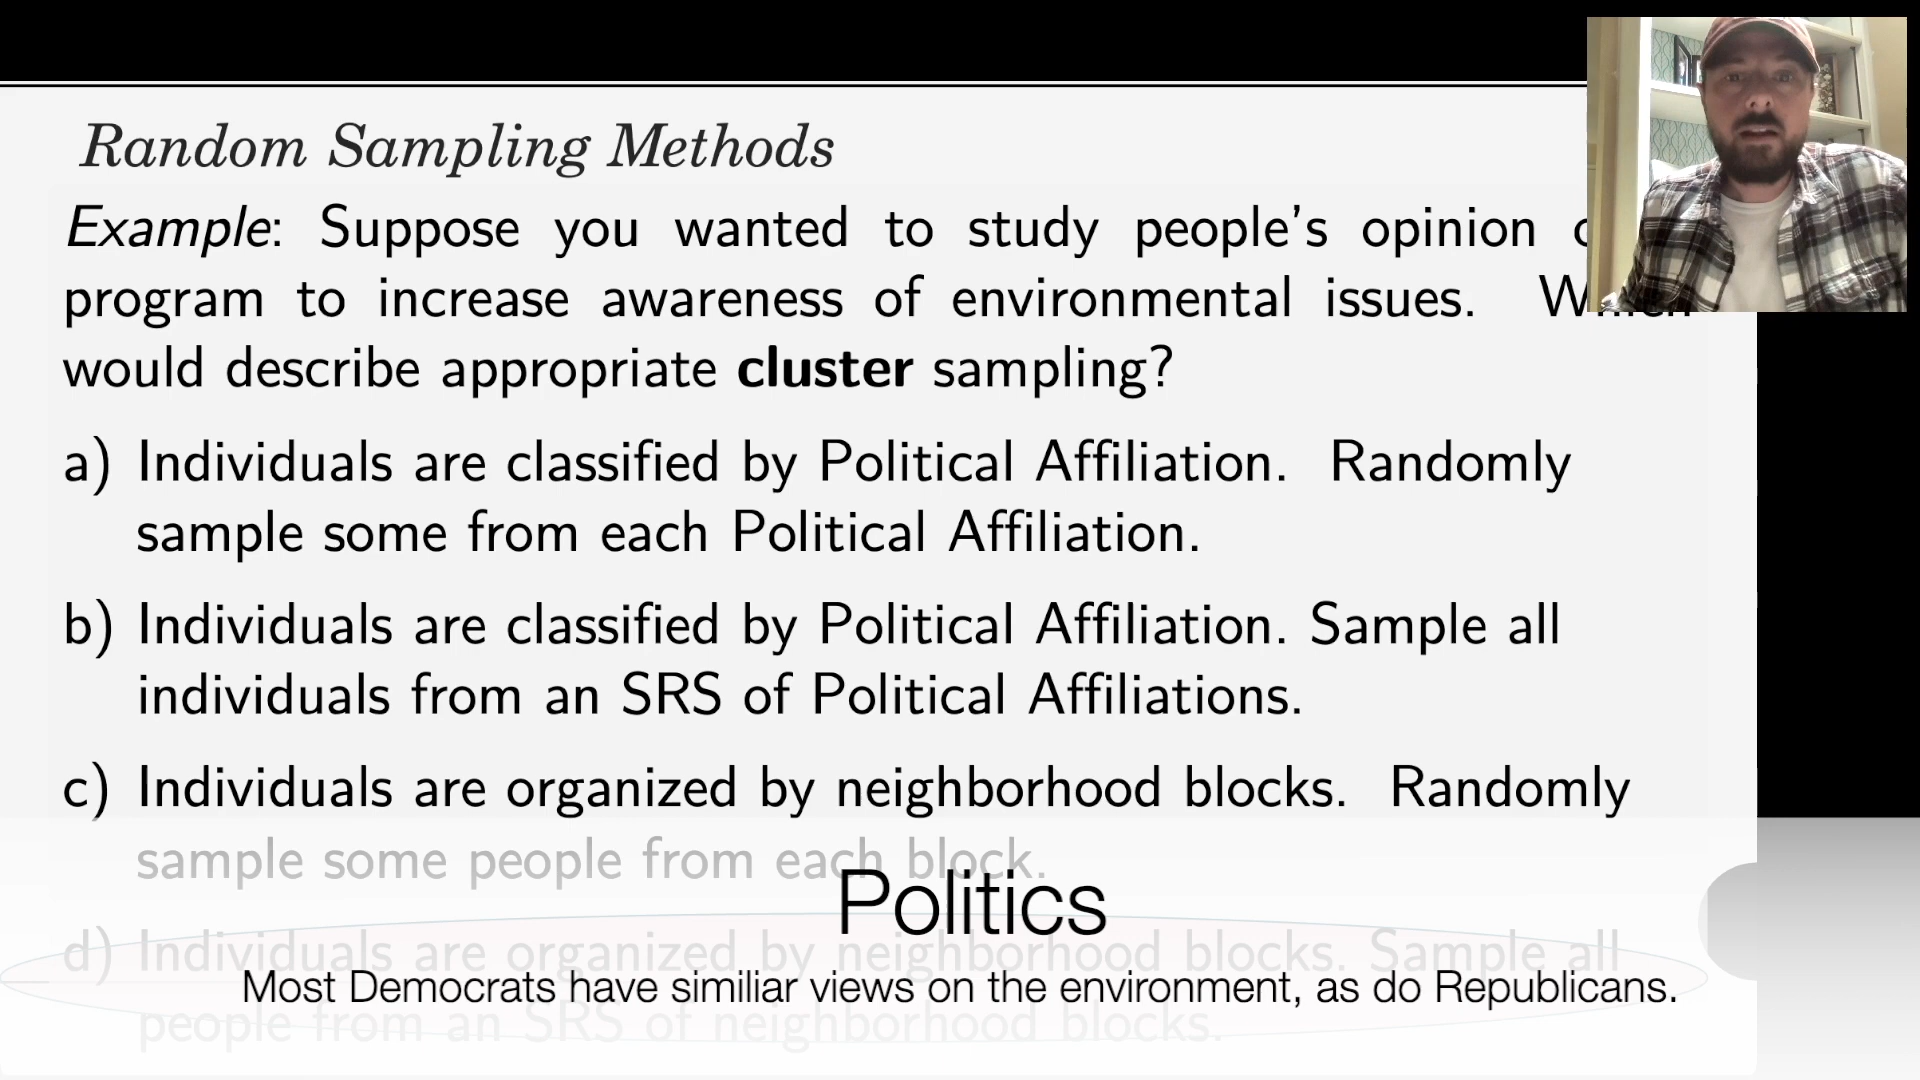 Random Sampling Methods
Example: Suppose you wanted to study people's opinion
program to increase awareness of environmental issues. Which
would describe appropriate cluster sampling?
a) Individuals are classified by Political Affiliation. Randomly
sample some from each Political Affiliation.
b) Individuals are classified by Political Affiliation. Sample all
individuals from an SRS of Political Affiliations.
c) Individuals are organized by neighborhood blocks. Randomly
sample some people from each block.
Politics
d) Individuals are organized by neighborhood blocks. Sample all
Most Democrats have similiar views on the environment, as do Republicans.
people from an SRS of neighborhood blocks.